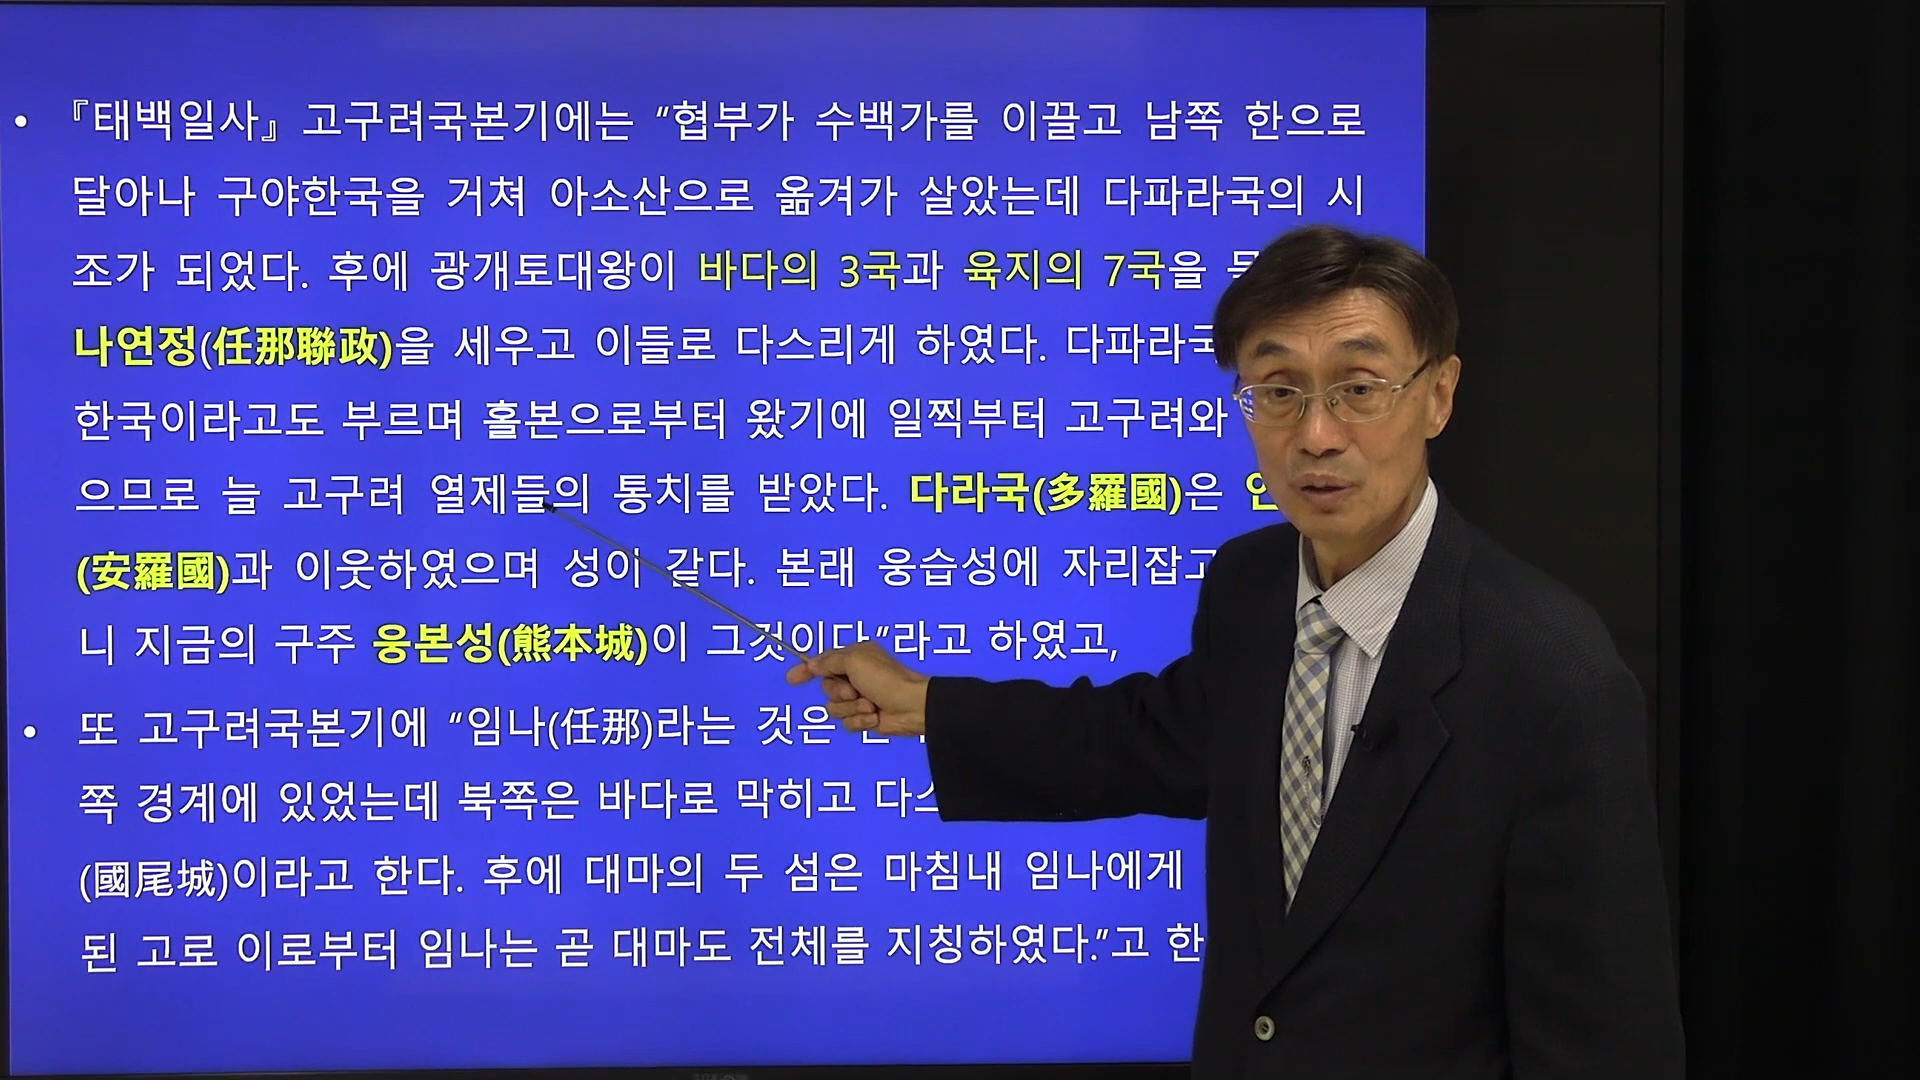 • 『태백일사』 고구려국본기에는 “협부가 수백가를 이끌고 남쪽 한으로
달아나 구야한국을 거쳐 아소산으로 옮겨가 살았는데 다파라국의 시
조가 되었다. 후에 광개토대왕이 바다의 3국과 육지의 7국을
나연정(任那聯政)을 세우고 이들로 다스리게 하였다. 다파라국
한국이라고도 부르며 홀본으로부터 왔기에 일찍부터 고구려와
으므로 늘 고구려 열제들의 통치를 받았다. 다라국(多羅國)은
(安羅國)과 이웃하였으며 성이 같다. 본래 웅습성에 자리잡고
니 지금의 구주 웅본성(熊本城)이 그것이다”라고 하였고,
• 또 고구려국본기에 “임나(任那)라는 것은
쪽 경계에 있었는데 북쪽은 바다로 막히고
(國尾城)이라고 한다. 후에 대마의 두 섬은 마침내 임나에게
된 고로 이로부터 임나는 곧 대마도 전체를 지칭하였다.”고 한